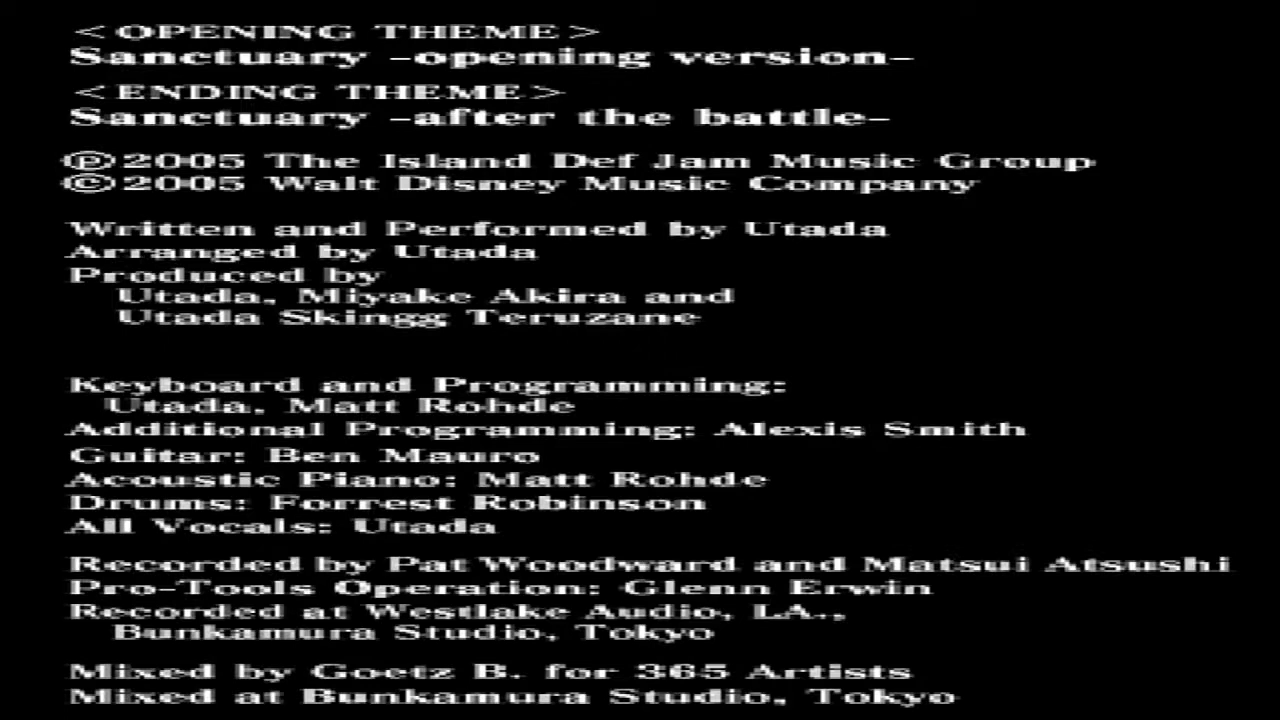 <OPENING THEME>
Sanctuary -opening version-
<ENDING THEME>
Sanctuary -after the battle-
Ⓟ2005 The Island Def Jam Music Group
©2005 Walt Disney Music Company
Written and Performed by Utada
Arranged by Utada
Produced by
Utada, Miyake Akira and
Utada Skingg Teruzane
Keyboard and Programming:
Utada, Matt Rohde
Additional Programming: Alexis Smith
Guitar: Ben Mauro
Acoustic Piano: Matt Rohde
Drums: Forrest Robinson
All Vocals: Utada
Recorded by Pat Woodward and Matsui Atsushi
Pro-Tools Operation: Glenn Erwin
Recorded at Westlake Audio, LA.,
Bunkamura Studio, Tokyo
Mixed by Goetz B. for 365 Artists
Mixed at Bunkamura Studio, Tokyo